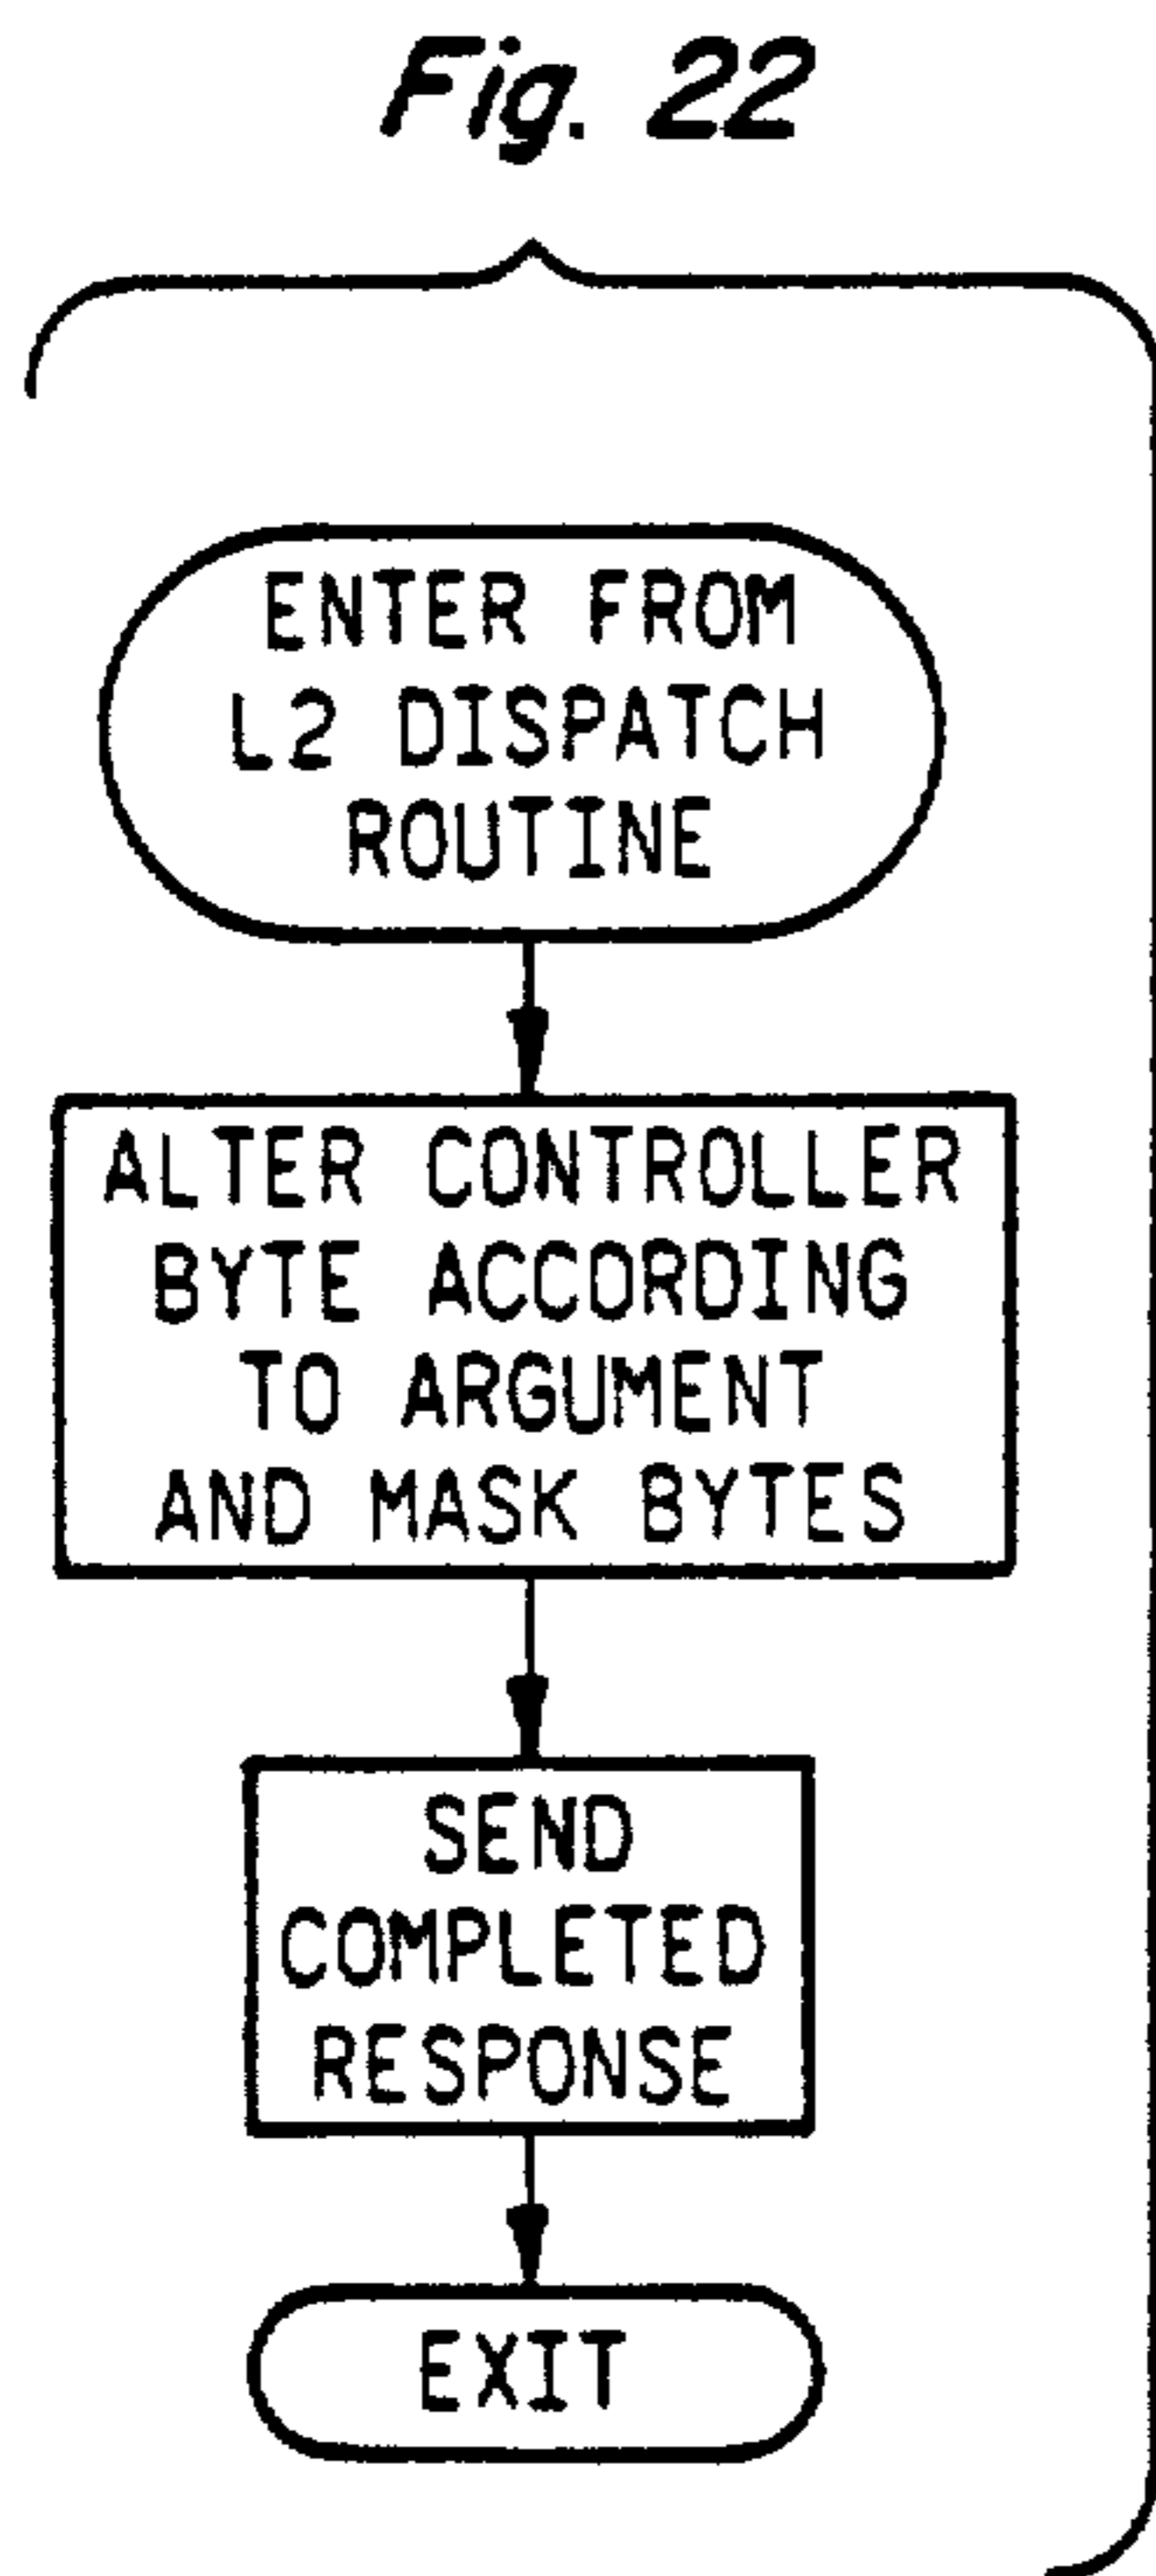 Fig. 22
ENTER FROM
L2 DISPATCH
ROUTINE
ALTER CONTROLLER
BYTE ACCORDING
TO ARGUMENT
AND MASK BYTES
SEND
COMPLETED
RESPONSE
EXIT